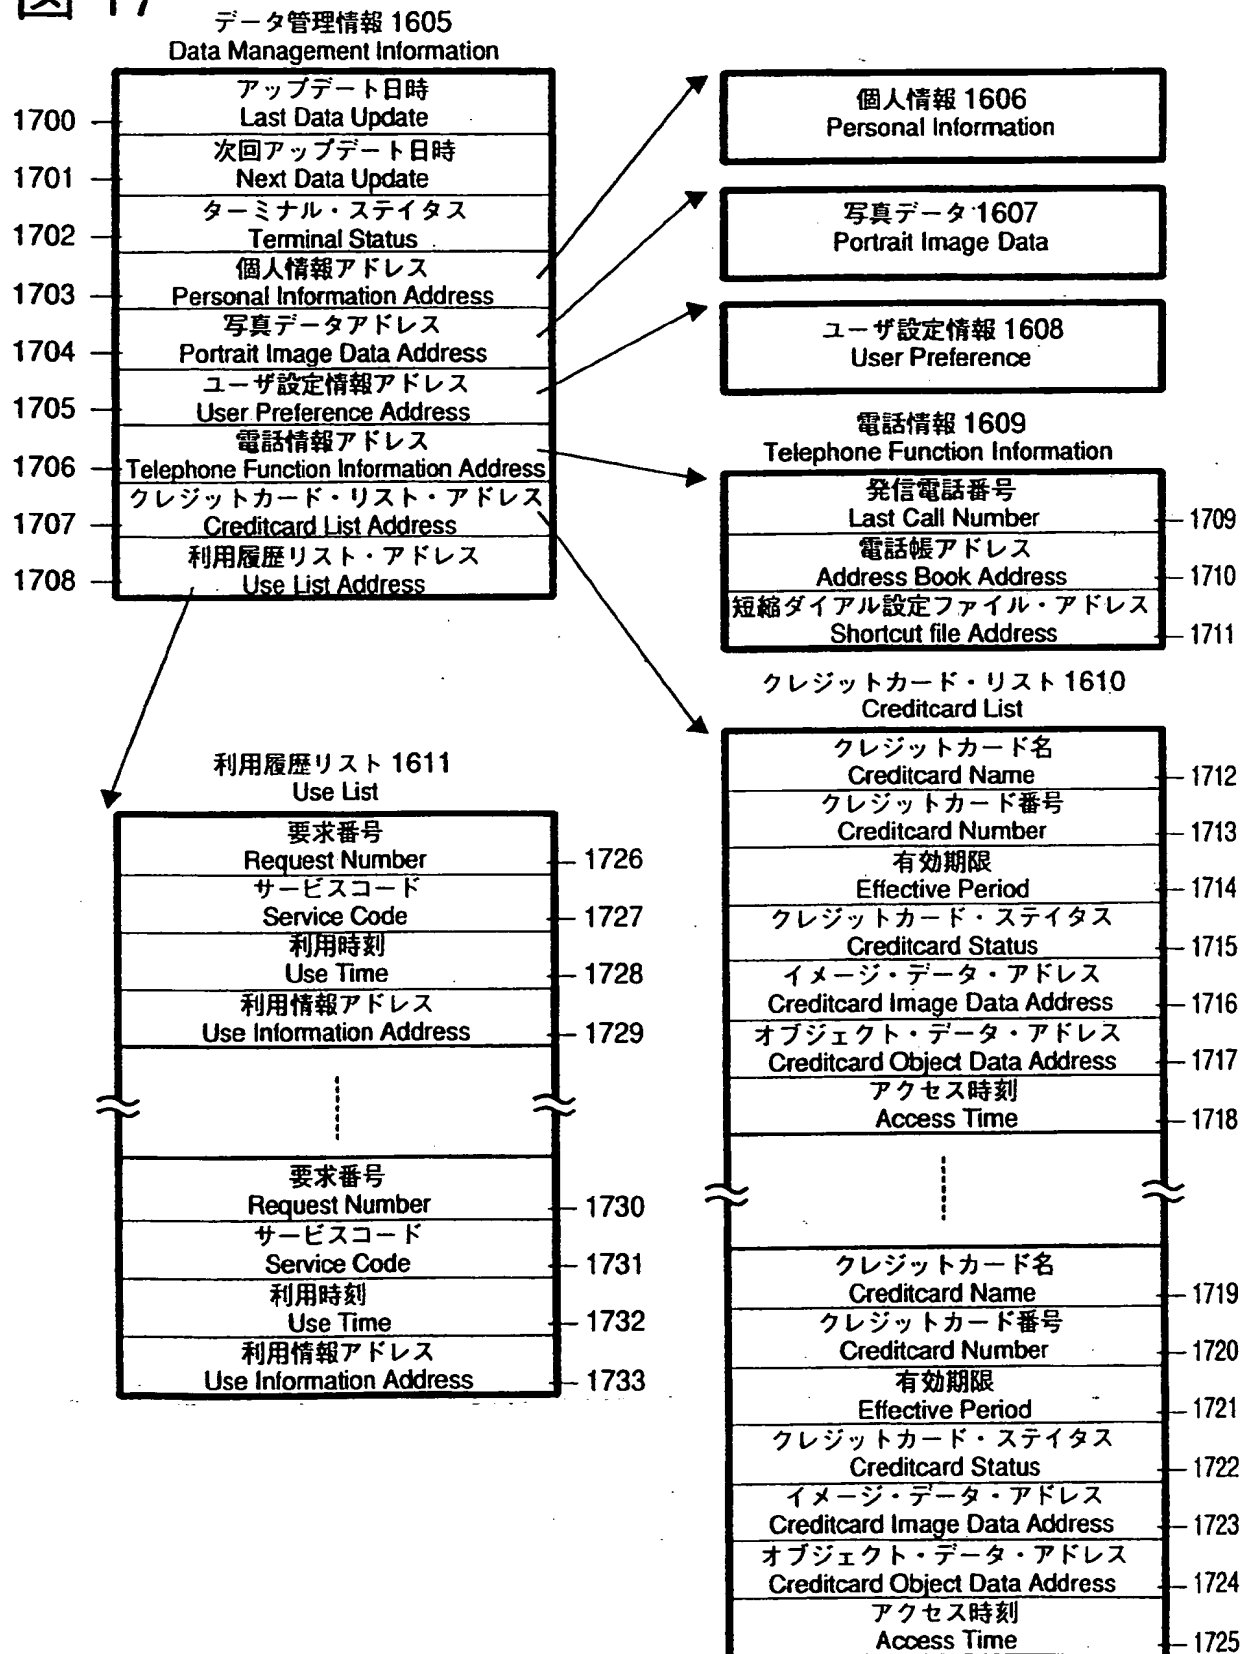 図 17
データ管理情報 1605
Data Management Information
アップデート日時
Last Data Update
1700
次回アップデート日時
Next Data Update
1701
ターミナル・ステイタス
Terminal Status
1702
個人情報アドレス
Personal Information Address
1703
写真データアドレス
Portrait Image Data Address
1704
ユーザ設定情報アドレス
User Preference Address
1705
電話情報アドレス
Telephone Function Information Address
1706
クレジットカード・リスト・アドレス
Creditcard List Address
1707
利用履歴リスト・アドレス
Use List Address
1708
個人情報 1606
Personal Information
写真データ 1607
Portrait Image Data
ユーザ設定情報 1608
User Preference
電話情報 1609
Telephone Function Information
発信電話番号
Last Call Number
1709
電話帳アドレス
Address Book Address
1710
短縮ダイアル設定ファイル・アドレス
Shortcut file Address
1711
クレジットカード・リスト 1610
Creditcard List
クレジットカード名
Creditcard Name
1712
クレジットカード番号
Creditcard Number
1713
有効期限
Effective Period
1714
クレジットカード・ステイタス
Creditcard Status
1715
イメージ・データ・アドレス
Creditcard Image Data Address
1716
オブジェクト・データ・アドレス
Creditcard Object Data Address
1717
アクセス時刻
Access Time
1718
クレジットカード名
Creditcard Name
1719
クレジットカード番号
Creditcard Number
1720
有効期限
Effective Period
1721
クレジットカード・ステイタス
Creditcard Status
1722
イメージ・データ・アドレス
Creditcard Image Data Address
1723
オブジェクト・データ・アドレス
Creditcard Object Data Address
1724
アクセス時刻
Access Time
1725
利用履歴リスト 1611
Use List
要求番号
Request Number
1726
サービスコード
Service Code
1727
利用時刻
Use Time
1728
利用情報アドレス
Use Information Address
1729
要求番号
Request Number
1730
サービスコード
Service Code
1731
利用時刻
Use Time
1732
利用情報アドレス
Use Information Address
1733